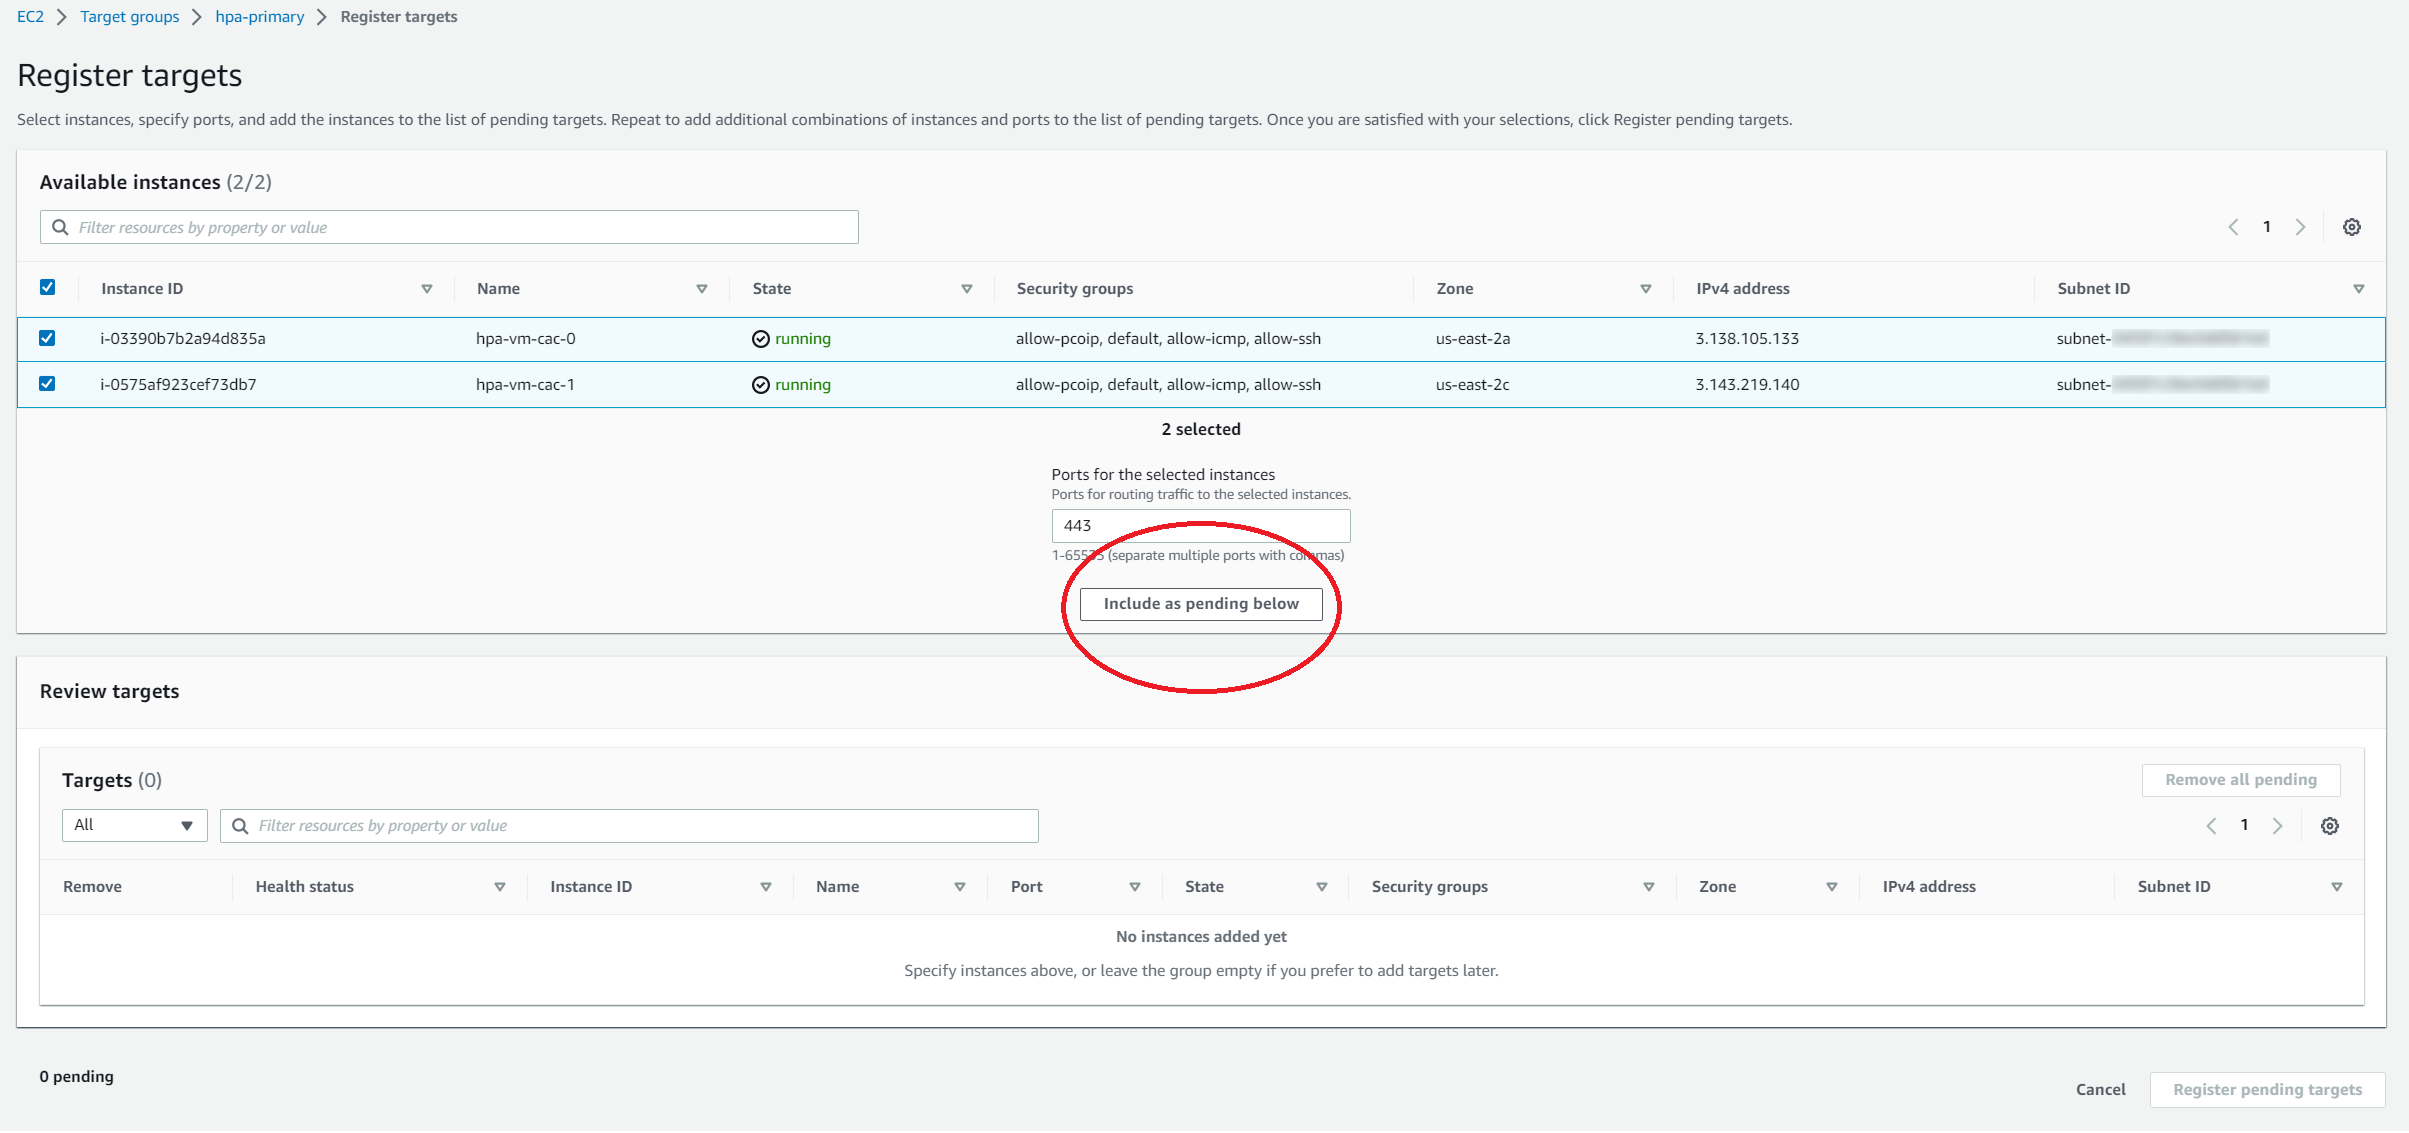 EC2 > Target groups > hpa-primary > Register targets
Register targets
Select instances, specify ports, and add the instances to the list of pending targets. Repeat to add additional combinations of instances and ports to the list of pending targets. Once you are satisfied with your selections, click Register pending targets.
Available instances (2/2)
Filter resources by property or value
1
Instance ID Name State Security groups Zone IPv4 address Subnet ID
i-03390b7b2a94d835a hpa-vm-cac-0 running allow-pcoip, default, allow-icmp, allow-ssh us-east-2a 3.138.105.133 subnet-
i-0575af923cef73db7 hpa-vm-cac-1 running allow-pcoip, default, allow-icmp, allow-ssh us-east-2c 3.143.219.140 subnet-
2 selected
Ports for the selected instances
Ports for routing traffic to the selected instances.
443
1-65535 (separate multiple ports with commas)
Include as pending below
Review targets
Targets (0)
Remove all pending
All
Filter resources by property or value
1
Remove Health status Instance ID Name Port State Security groups Zone IPv4 address Subnet ID
No instances added yet
Specify instances above, or leave the group empty if you prefer to add targets later.
0 pending
Cancel
Register pending targets